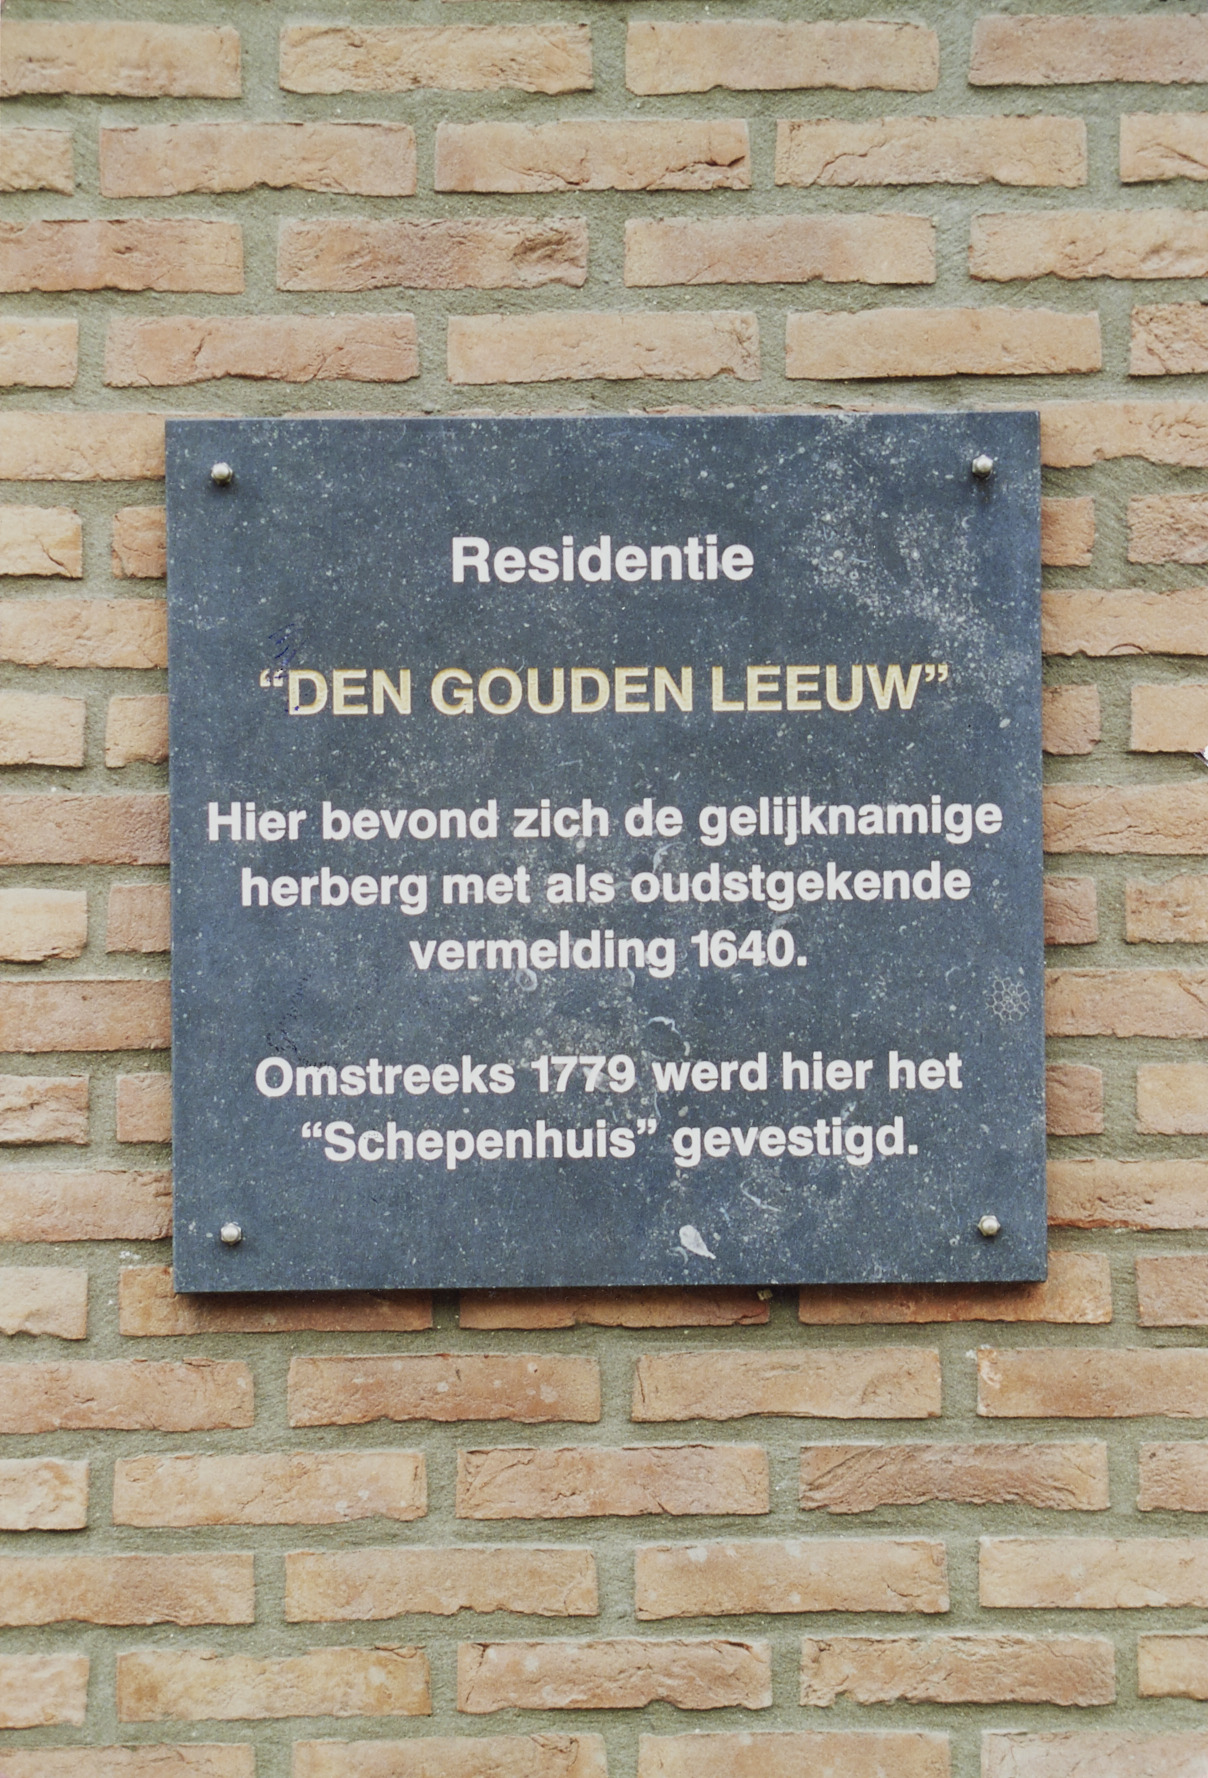 Residentie
“DEN GOUDEN LEEUW”
Hier bevond zich de gelijknamige
herberg met als oudstgekende
vermelding 1640.
Omstreeks 1779 werd hier het
“Schepenhuis” gevestigd.